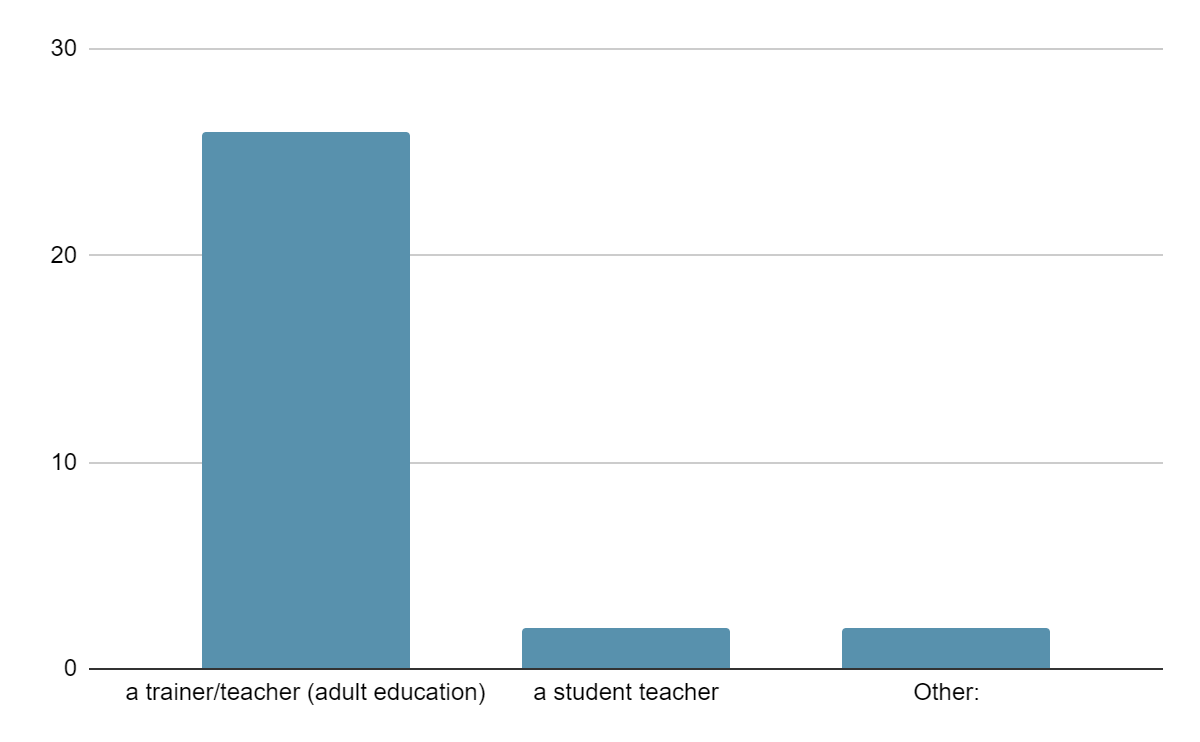 30
20
10
0
a trainer/teacher (adult education)
a student teacher
Other: